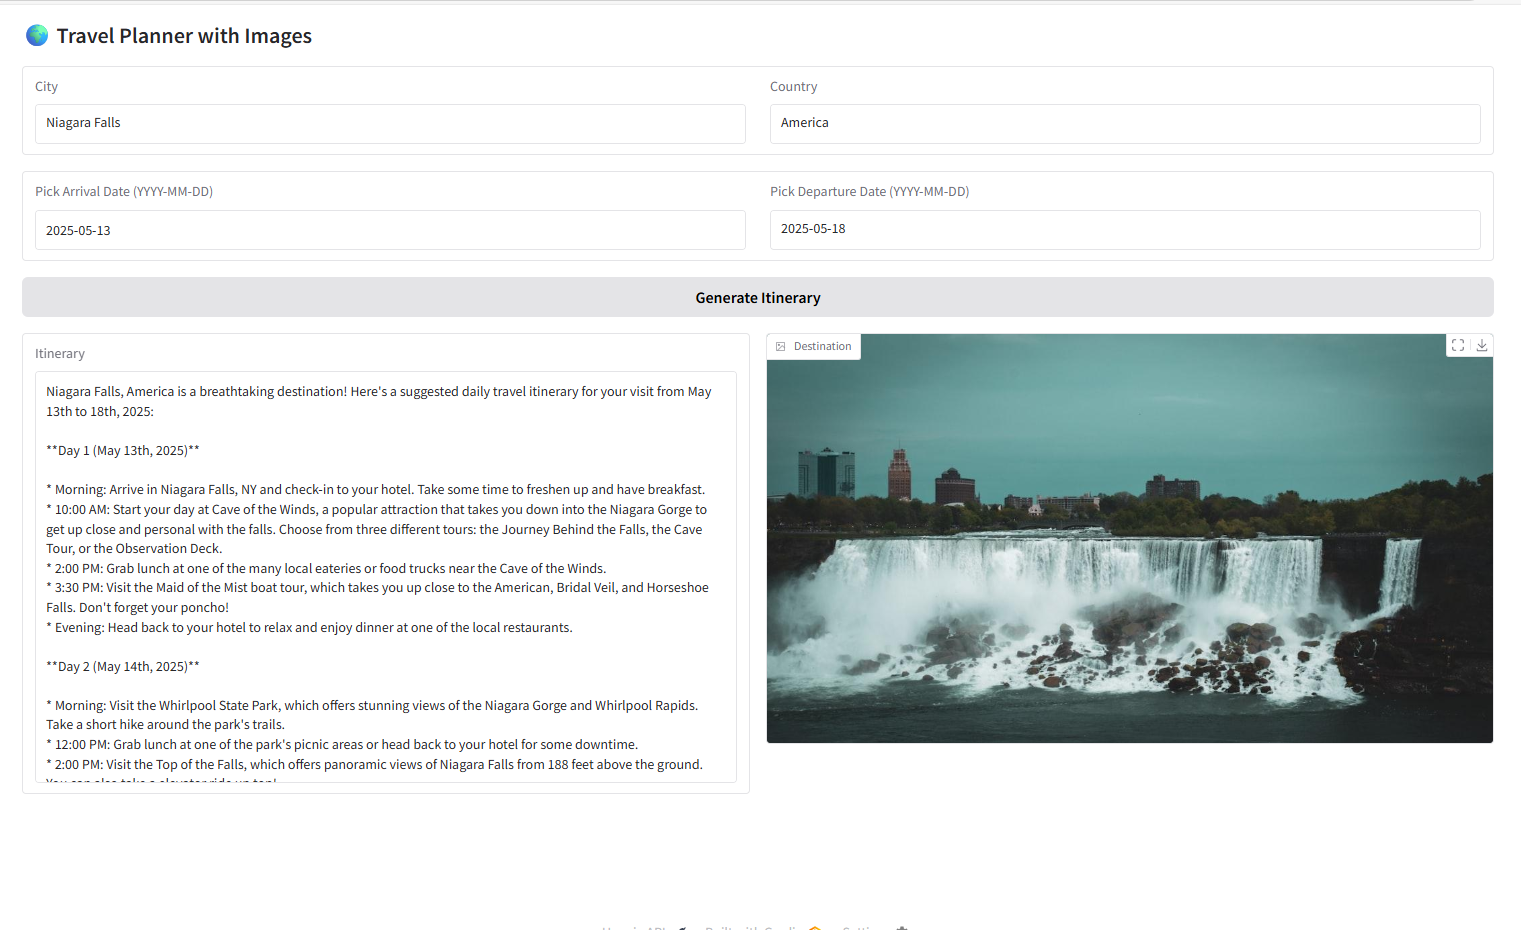 Travel Planner with Images
City
Country
Niagara Falls
America
Pick Arrival Date (YYYY-MM-DD)
Pick Departure Date (YYYY-MM-DD)
2025-05-13
2025-05-18
Generate Itinerary
Itinerary
Niagara Falls, America is a breathtaking destination! Here's a suggested daily travel itinerary for your visit from May
13th to 18th, 2025:
**Day 1 (May 13th, 2025)**
* Morning: Arrive in Niagara Falls, NY and check-in to your hotel. Take some time to freshen up and have breakfast.
* 10:00 AM: Start your day at Cave of the Winds, a popular attraction that takes you down into the Niagara Gorge to
get up close and personal with the falls. Choose from three different tours: the Journey Behind the Falls, the Cave
Tour, or the Observation Deck.
* 2:00 PM: Grab lunch at one of the many local eateries or food trucks near the Cave of the Winds.
* 3:30 PM: Visit the Maid of the Mist boat tour, which takes you up close to the American, Bridal Veil, and Horseshoe
Falls. Don't forget your poncho!
* Evening: Head back to your hotel to relax and enjoy dinner at one of the local restaurants.
**Day 2 (May 14th, 2025)**
* Morning: Visit the Whirlpool State Park, which offers stunning views of the Niagara Gorge and Whirlpool Rapids.
Take a short hike around the park's trails.
* 12:00 PM: Grab lunch at one of the park's picnic areas or head back to your hotel for some downtime.
* 2:00 PM: Visit the Top of the Falls, which offers panoramic views of Niagara Falls from 188 feet above the ground.
Destination